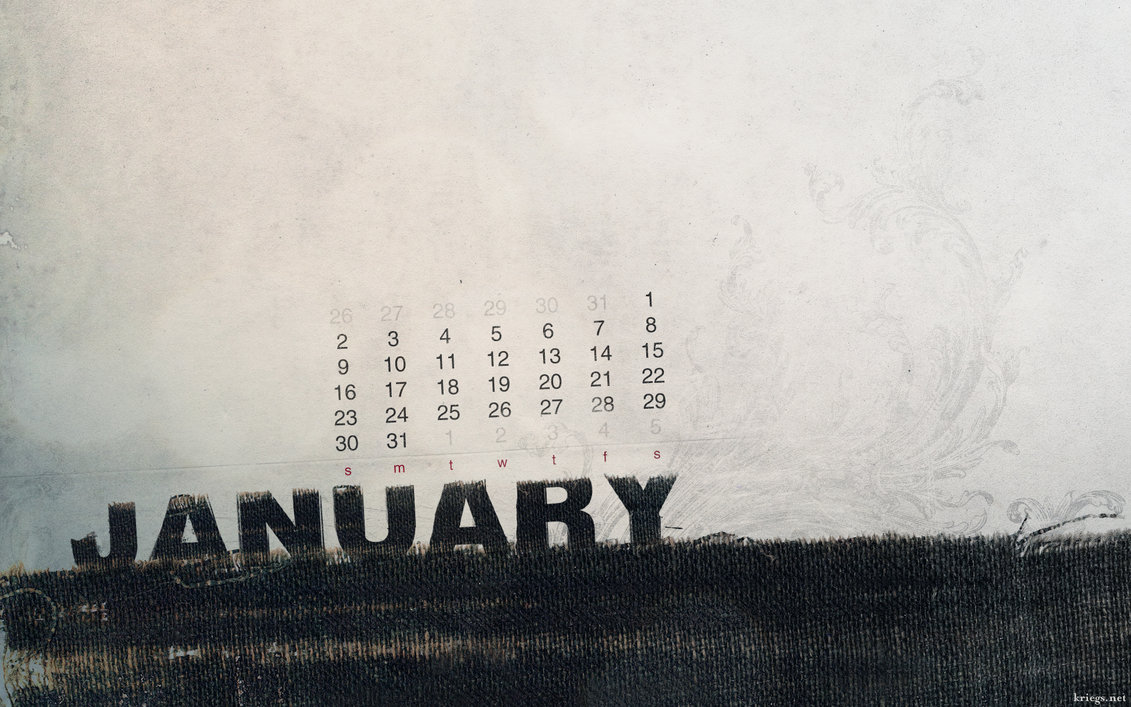 26 27 28 29 30 31 1
2 3 4 5 6 7 8
9 10 11 12 13 14 15
16 17 18 19 20 21 22
23 24 25 26 27 28 29
30 31 1 2 3 4 5
s m t w t f s
JANUARY
kriegs.net